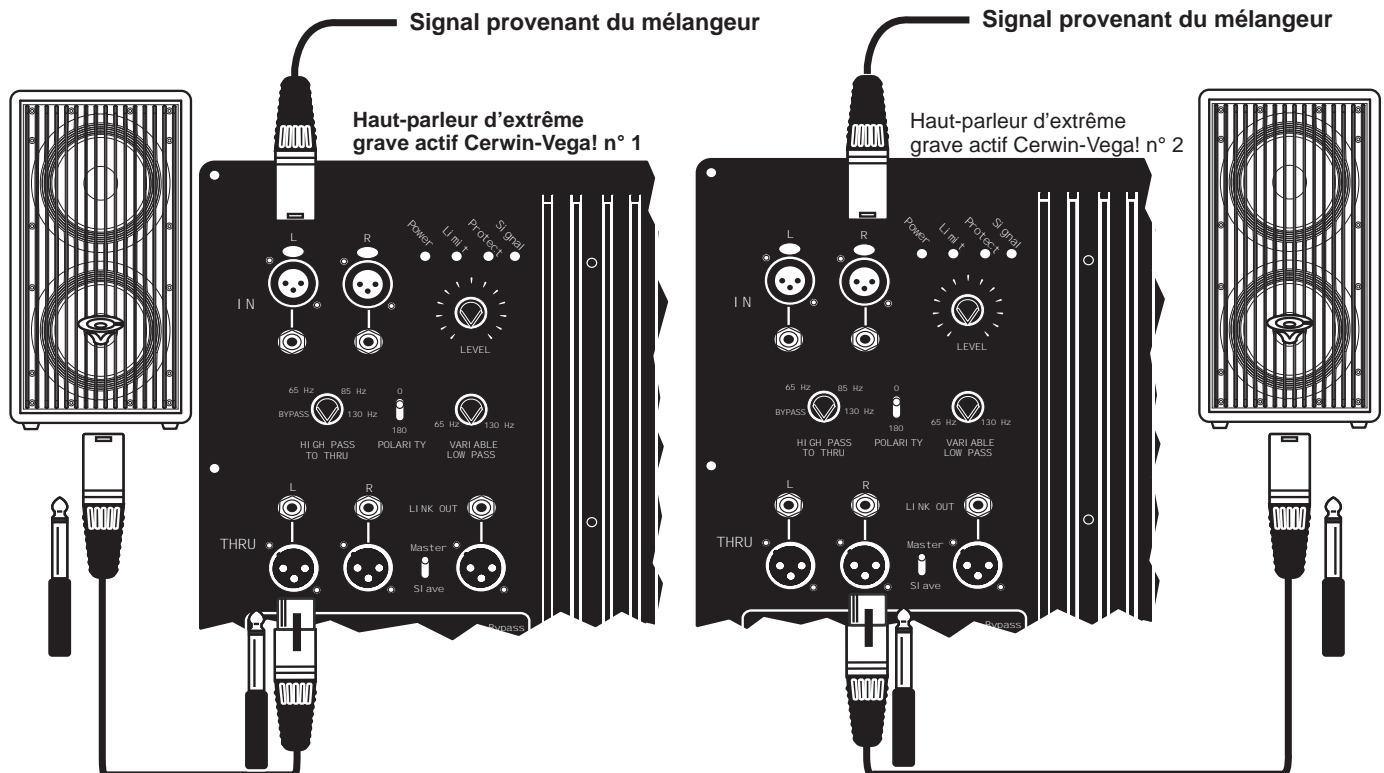 Signal provenant du mélangeur
Signal provenant du mélangeur
Haut-parleur d'extrême
grave actif Cerwin-Vega! n° 1
Haut-parleur d'extrême
grave actif Cerwin-Vega! n° 2
L
R
Power
Limit
Protect
Signal
IN
LEVEL
65 Hz
85 Hz
BYPASS
130 Hz
HIGH PASS
TO THRU
0
180
POLARITY
65 Hz
130 Hz
VARIABLE
LOW PASS
L
R
LINK OUT
THRU
Master
Slave
Bypass
L
R
Power
Limit
Protect
Signal
IN
LEVEL
65 Hz
85 Hz
BYPASS
130 Hz
HIGH PASS
TO THRU
0
180
POLARITY
65 Hz
130 Hz
VARIABLE
LOW PASS
L
R
LINK OUT
THRU
Master
Slave
Bypass